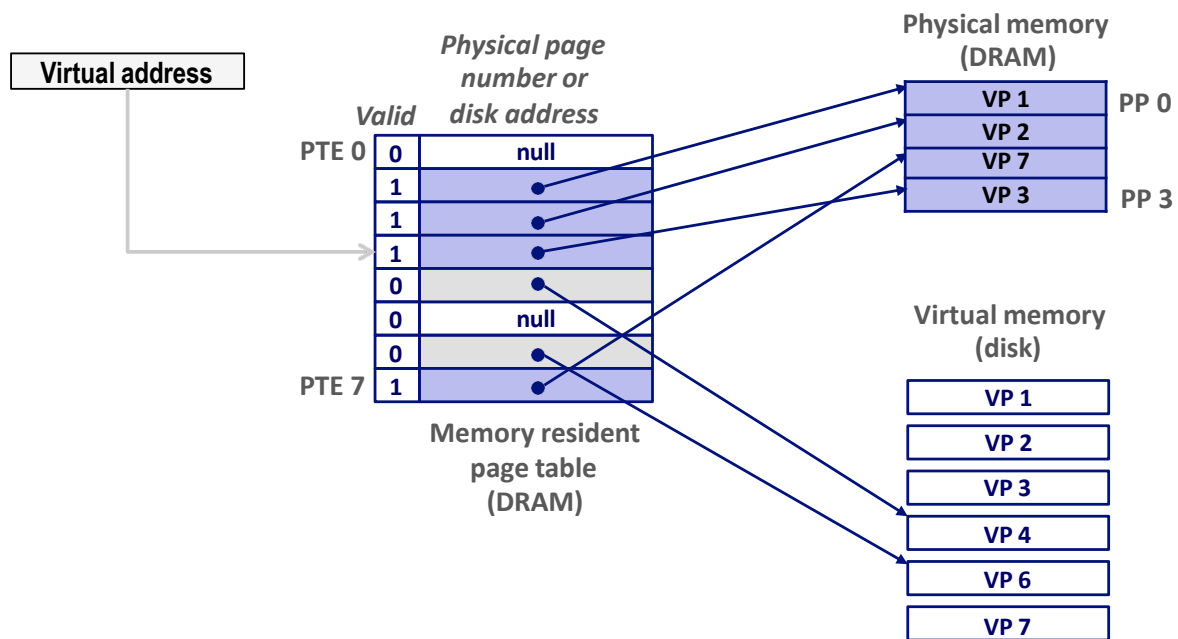 Virtual address
Physical page
number or
disk address
Valid
PTE 0
0
null
1
1
1
0
0
null
0
PTE 7
1
Memory resident
page table
(DRAM)
Physical memory
(DRAM)
VP 1
PP 0
VP 2
VP 7
VP 3
PP 3
Virtual memory
(disk)
VP 1
VP 2
VP 3
VP 4
VP 6
VP 7